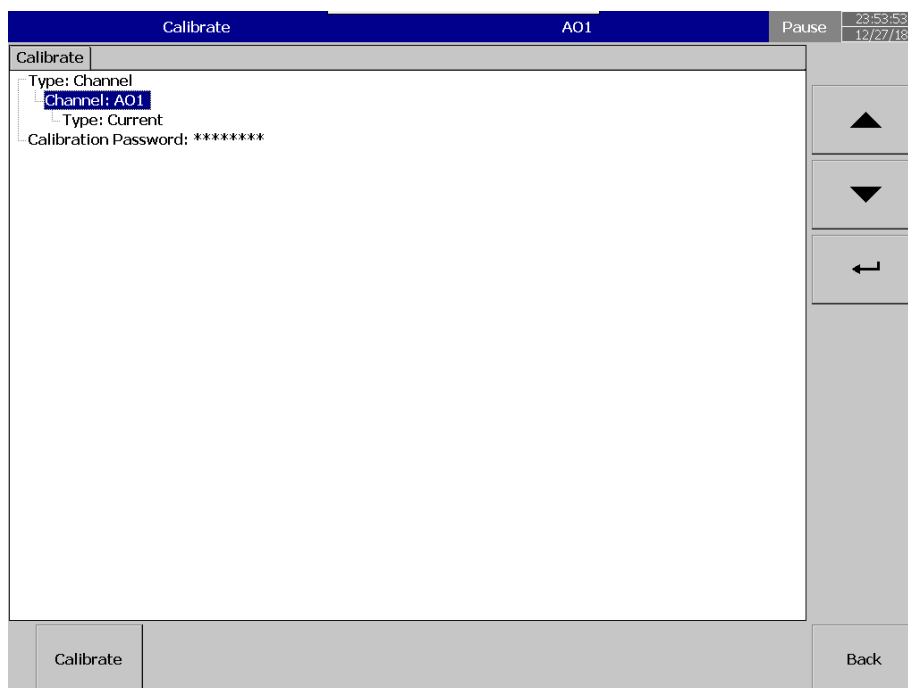 Calibrate AO1 Pause 23:53:53
12/27/18
Calibrate
Type: Channel
Channel: AO1
Type: Current
Calibration Password: ********
Calibrate Back